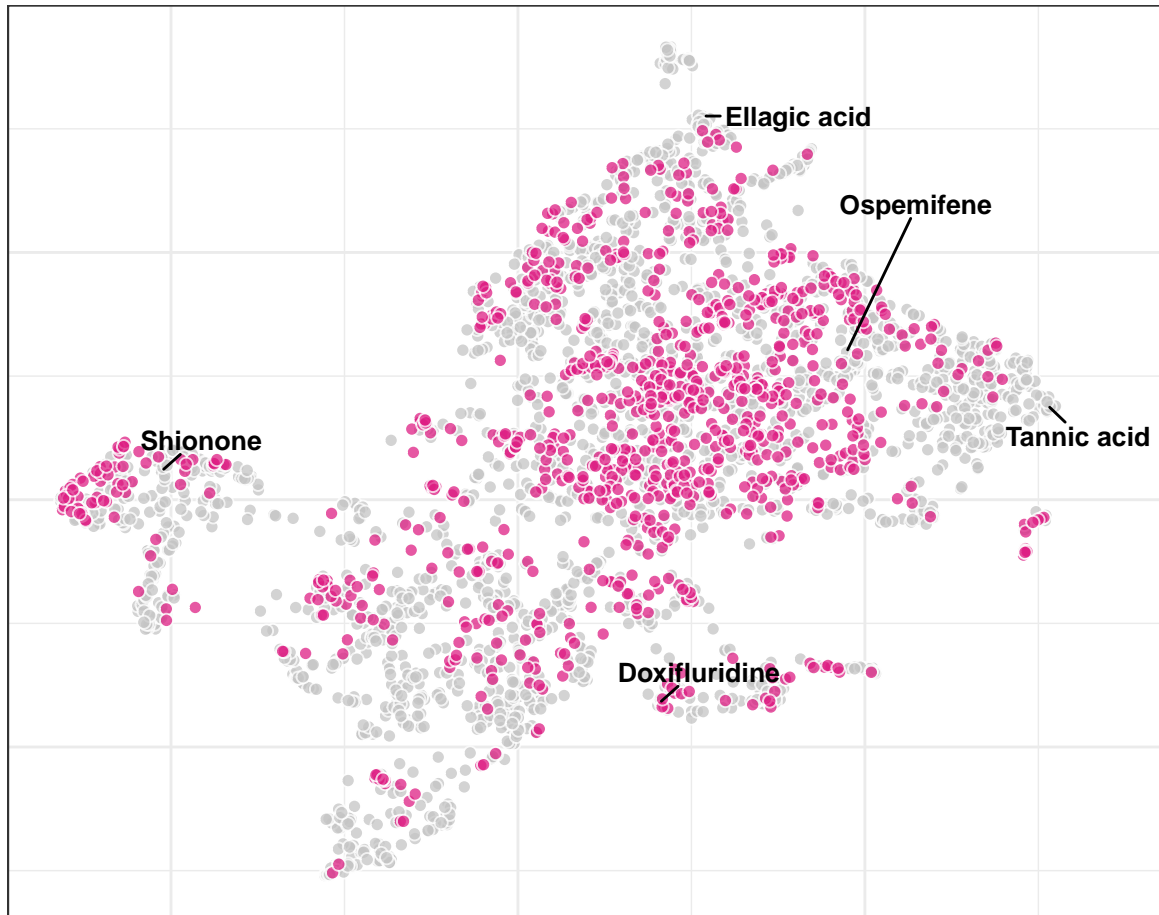 Ellagic acid
Ospemifene
Tannic acid
Shionone
Doxifluridine